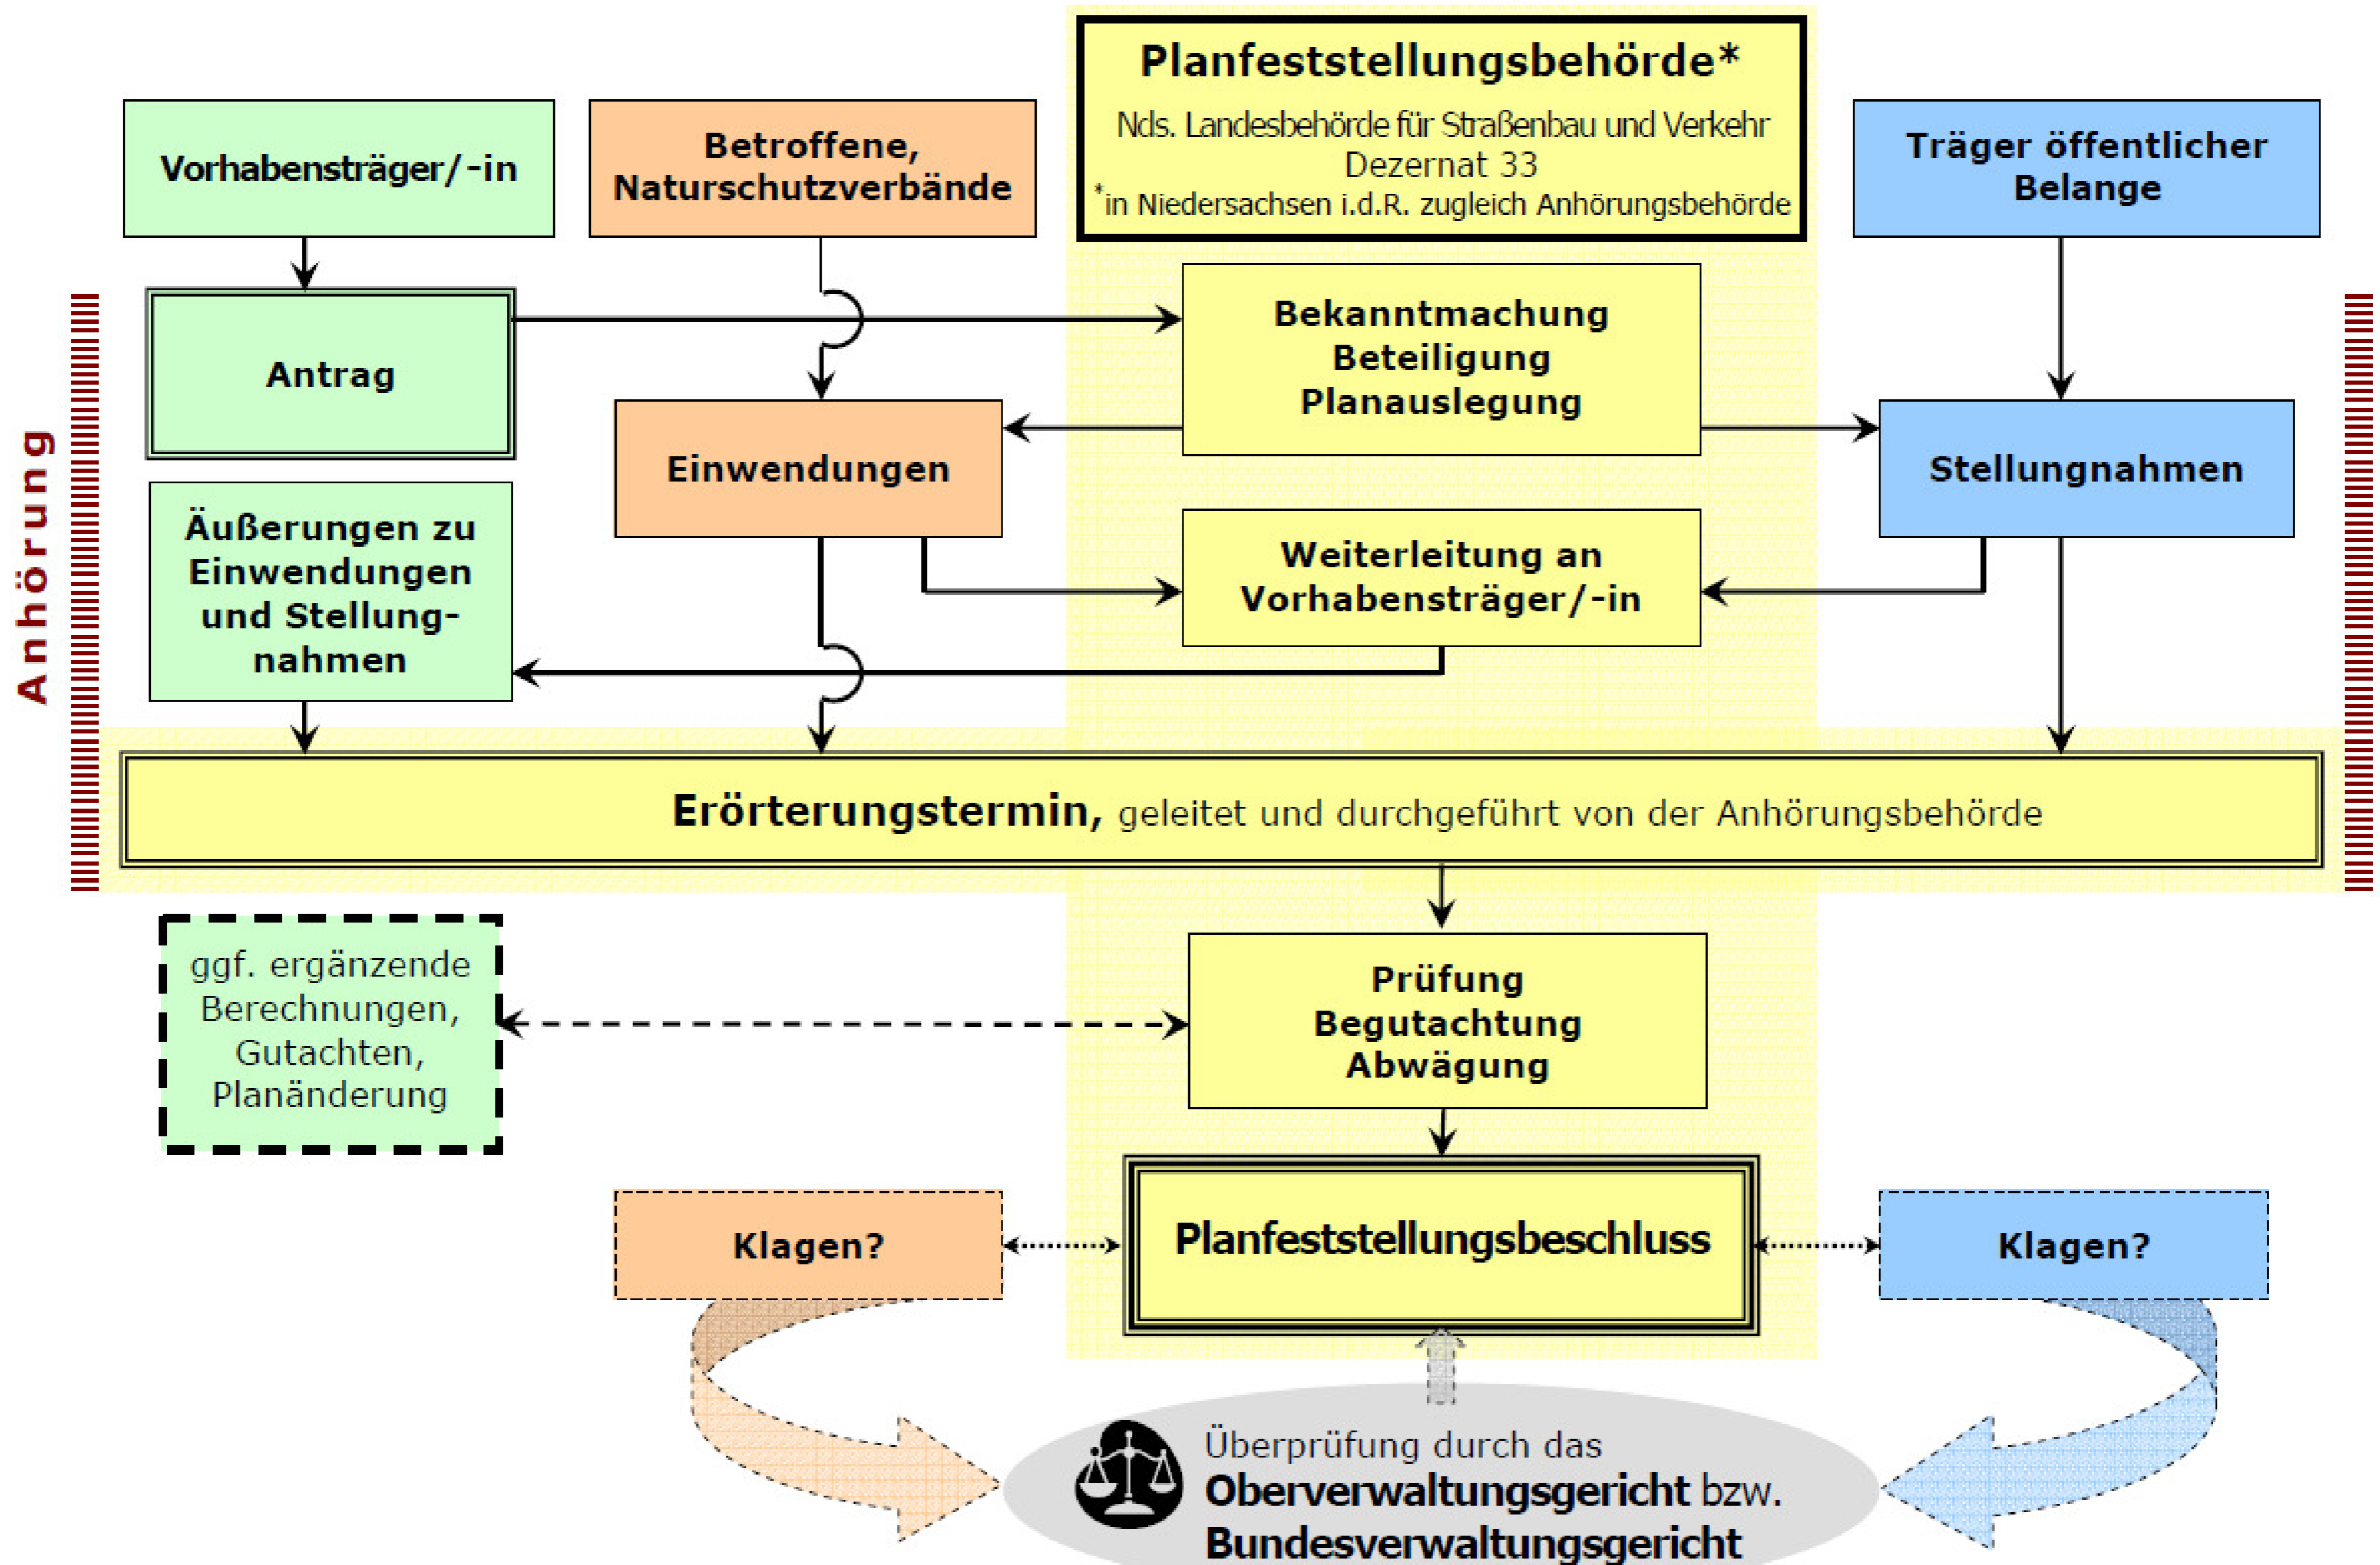 Planfeststellungsbehörde*
Nds. Landesbehörde für Straßenbau und Verkehr
Dezernat 33
*in Niedersachsen i.d.R. zugleich Anhörungsbehörde
Vorhabensträger/-in
Betroffene,
Naturschutzverbände
Träger öffentlicher
Belange
Anhörung
Antrag
Bekanntmachung
Beteiligung
Planauslegung
Einwendungen
Stellungnahmen
Äußerungen zu
Einwendungen
und Stellung-
nahmen
Weiterleitung an
Vorhabensträger/-in
Erörterungstermin, geleitet und durchgeführt von der Anhörungsbehörde
ggf. ergänzende
Berechnungen,
Gutachten,
Planänderung
Prüfung
Begutachtung
Abwägung
Klagen?
Planfeststellungsbeschluss
Klagen?
Überprüfung durch das
Oberverwaltungsgericht bzw.
Bundesverwaltungsgericht